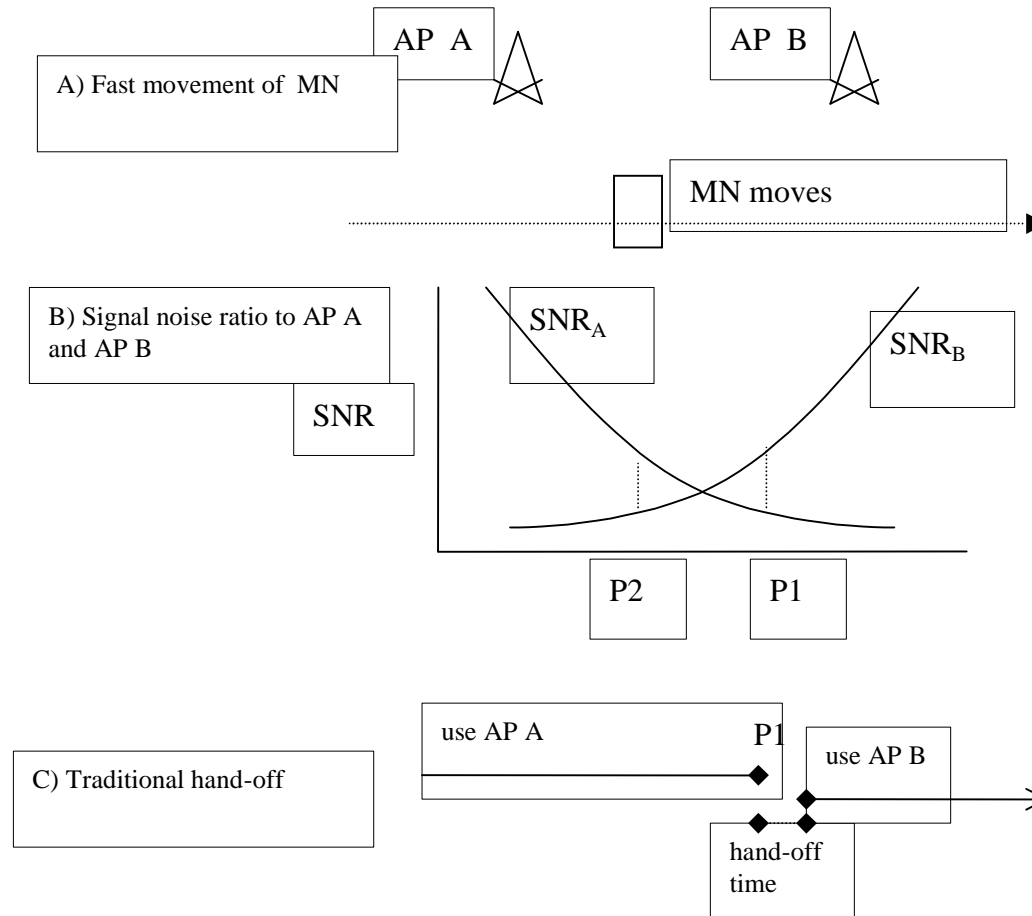 AP A
AP B
A) Fast movement of MN
MN moves
B) Signal noise ratio to AP A
and AP B
SNR_A
SNR_B
SNR
P2
P1
use AP A
P1
use AP B
C) Traditional hand-off
hand-off
time